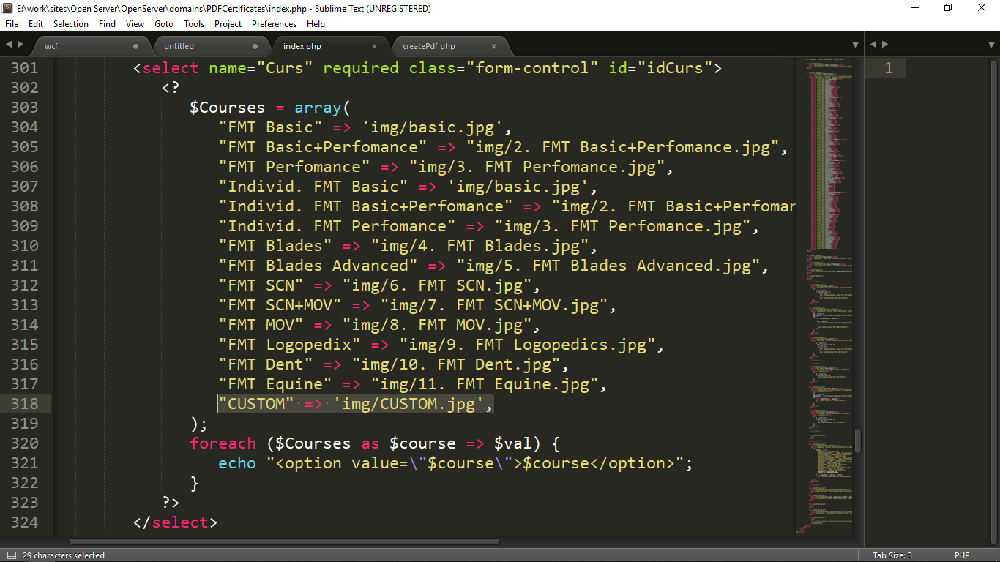 E:\work\sites\Open Server\OpenServer\domains\PDFCertificates\index.php - Sublime Text (UNREGISTERED)
File Edit Selection Find View Goto Tools Project Preferences Help
wcf untitled index.php createPdf.php
301 <select name="Curs" required class="form-control" id="idCurs"> 1
302 <?
303 $Courses = array(
304 "FMT Basic" => 'img/basic.jpg',
305 "FMT Basic+Perfomance" => "img/2. FMT Basic+Perfomance.jpg",
306 "FMT Perfomance" => "img/3. FMT Perfomance.jpg",
307 "Individ. FMT Basic" => 'img/basic.jpg',
308 "Individ. FMT Basic+Perfomance" => "img/2. FMT Basic+Perfoman
309 "Individ. FMT Perfomance" => "img/3. FMT Perfomance.jpg",
310 "FMT Blades" => "img/4. FMT Blades.jpg",
311 "FMT Blades Advanced" => "img/5. FMT Blades Advanced.jpg",
312 "FMT SCN" => "img/6. FMT SCN.jpg",
313 "FMT SCN+MOV" => "img/7. FMT SCN+MOV.jpg",
314 "FMT MOV" => "img/8. FMT MOV.jpg",
315 "FMT Logopedix" => "img/9. FMT Logopedics.jpg",
316 "FMT Dent" => "img/10. FMT Dent.jpg",
317 "FMT Equine" => "img/11. FMT Equine.jpg",
318 "CUSTOM" => 'img/CUSTOM.jpg',
319 );
320 foreach ($Courses as $course => $val) {
321 echo "<option value=\"$course\">$course</option>";
322 }
323 ?>
324 </select>
29 characters selected Tab Size: 3 PHP